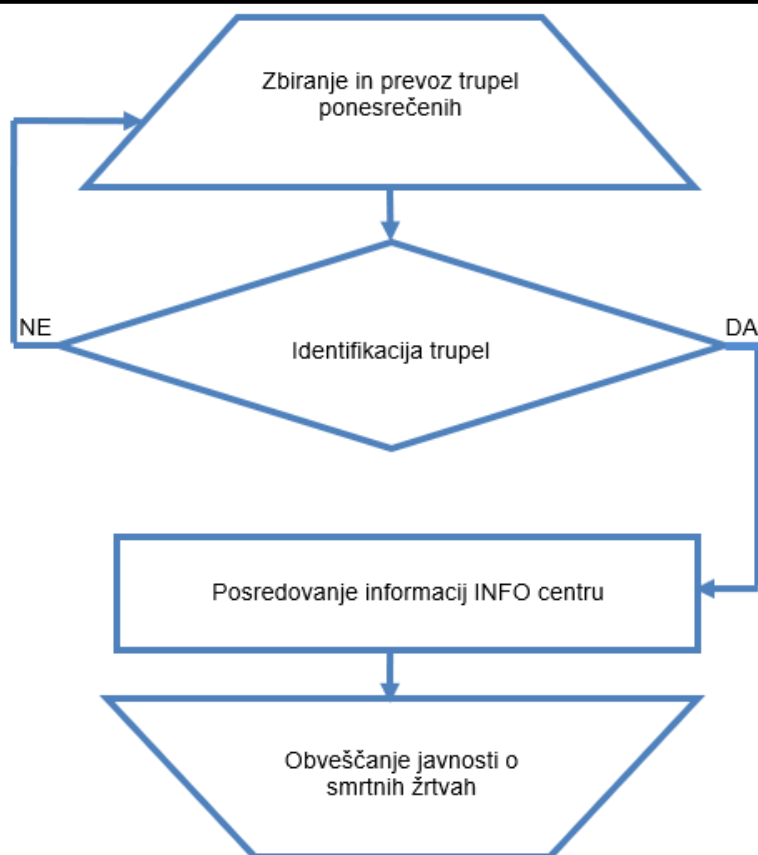 Zbiranje in prevoz trupel
ponesrečenih
NE
DA
Identifikacija trupel
Posredovanje informacij INFO centru
Obveščanje javnosti o
smrtnih žrtvah